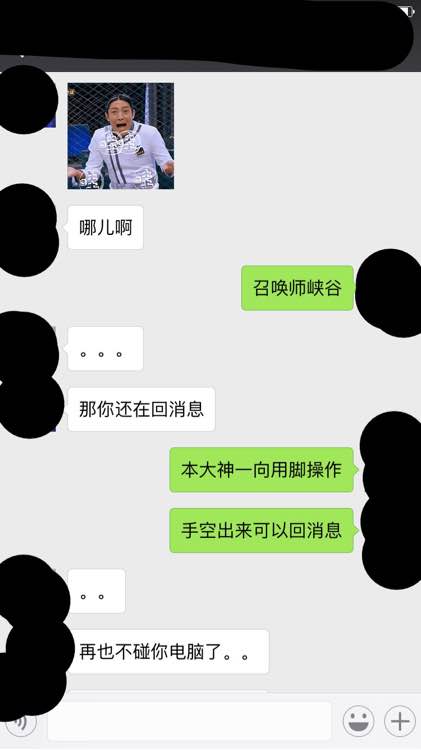 哪儿啊
召唤师峡谷
。。。
那你还在回消息
本大神一向用脚操作
手空出来可以回消息
。。
再也不碰你电脑了。。